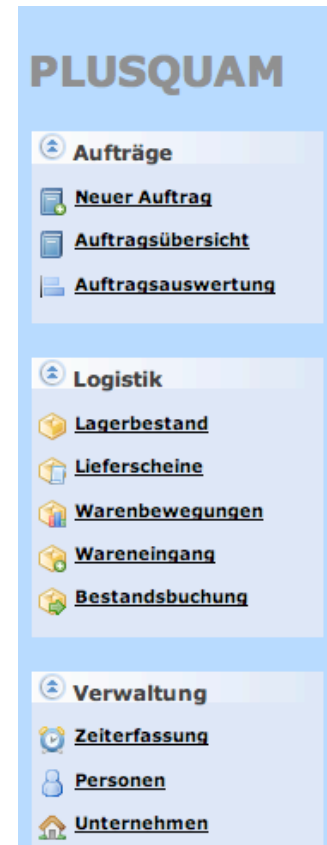 PLUSQUAM
Aufträge
Neuer Auftrag
Auftragsübersicht
Auftragsauswertung
Logistik
Lagerbestand
Lieferscheine
Warenbewegungen
Wareneingang
Bestandsbuchung
Verwaltung
Zeiterfassung
Personen
Unternehmen